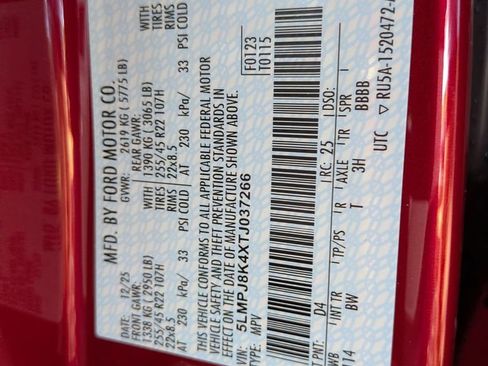 MFD. BY FORD MOTOR CO.
DATE: 12/25 GVWR: 2619 KG ( 5775 LB)
FRONT GAWR: REAR GAWR:
1338 KG ( 2950 LB) 1390 KG ( 3065 LB)
255/45 R22 107H TIRES 255/45 R22 107H TIRES
22x8.5 RIMS 22x8.5 RIMS
AT 230 kPa/ 33 PSI COLD AT 230 kPa/ 33 PSI COLD
THIS VEHICLE CONFORMS TO ALL APPLICABLE FEDERAL MOTOR
VEHICLE SAFETY AND THEFT PREVENTION STANDARDS IN
EFFECT ON THE DATE OF MANUFACTURE SHOWN ABOVE.
F0123
T0115
VIN: 5LMPJ8K4XTJ037266
TYPE: MPV
EXT PNT: D4 RC: 25 DSO:
WB INT TR TP/PS R AXLE TR SPR
114 BW T 3H BBBB
UTC ▽ RU5A-1520472-